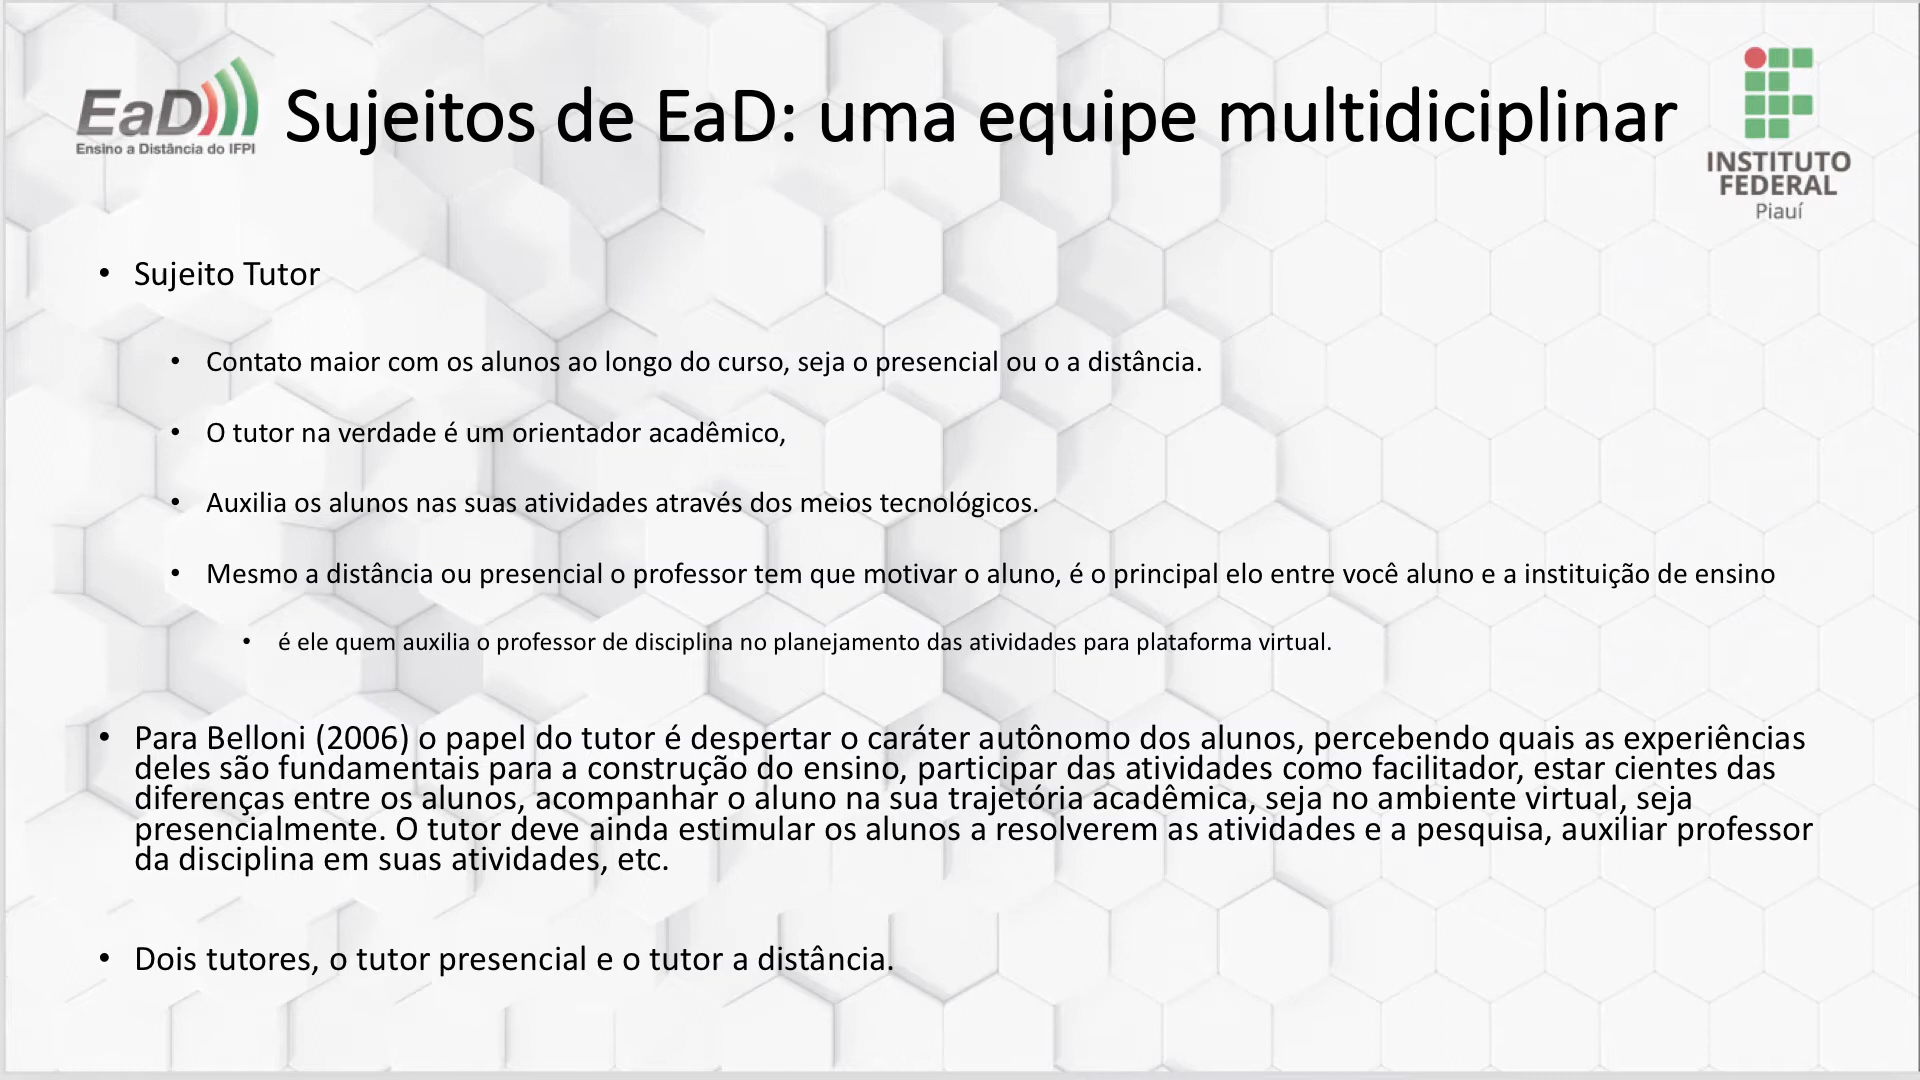 EaD
Ensino a Distância do IFPI
Sujeitos de EaD: uma equipe multidiciplinar
INSTITUTO
FEDERAL
Piauí
• Sujeito Tutor
• Contato maior com os alunos ao longo do curso, seja o presencial ou o a distância.
• O tutor na verdade é um orientador acadêmico,
• Auxilia os alunos nas suas atividades através dos meios tecnológicos.
• Mesmo a distância ou presencial o professor tem que motivar o aluno, é o principal elo entre você aluno e a instituição de ensino
• é ele quem auxilia o professor de disciplina no planejamento das atividades para plataforma virtual.
• Para Belloni (2006) o papel do tutor é despertar o caráter autônomo dos alunos, percebendo quais as experiências
deles são fundamentais para a construção do ensino, participar das atividades como facilitador, estar cientes das
diferenças entre os alunos, acompanhar o aluno na sua trajetória acadêmica, seja no ambiente virtual, seja
presencialmente. O tutor deve ainda estimular os alunos a resolverem as atividades e a pesquisa, auxiliar professor
da disciplina em suas atividades, etc.
• Dois tutores, o tutor presencial e o tutor a distância.